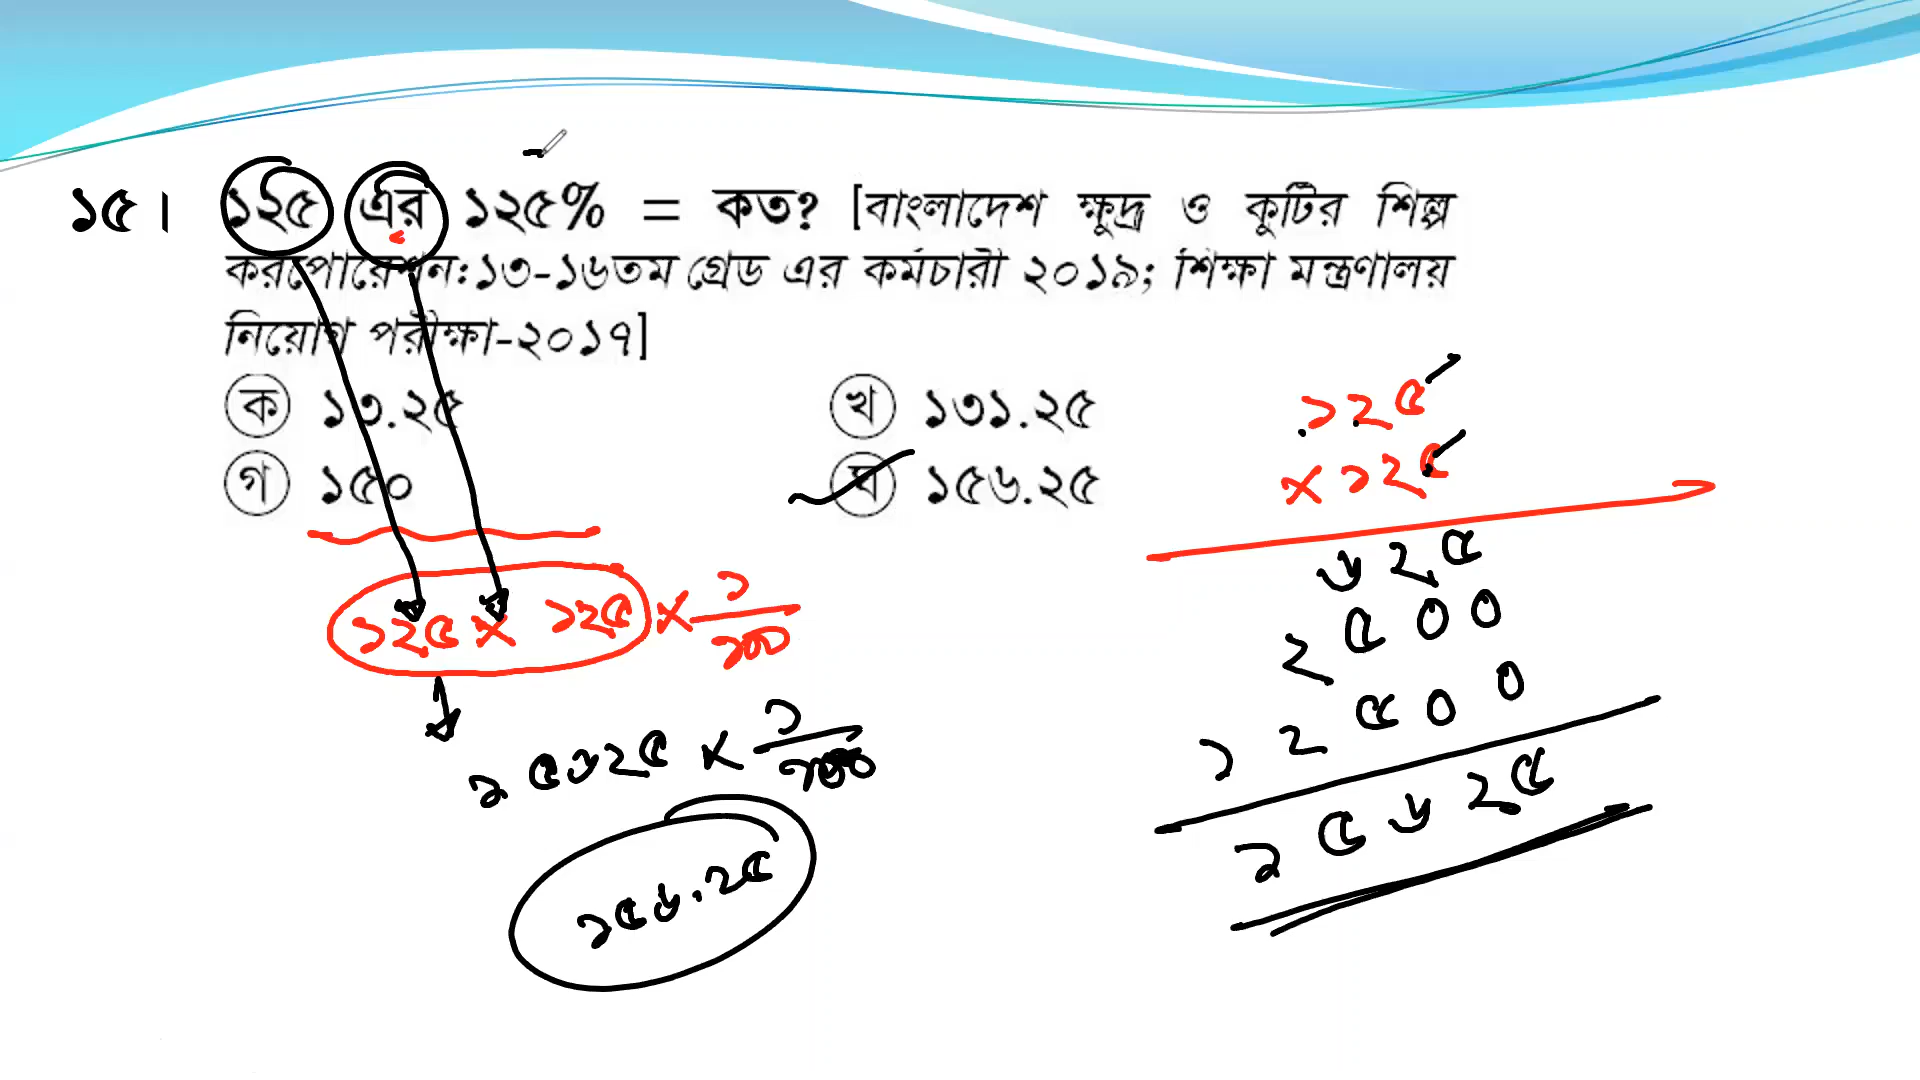 ১৫। ১২৫ এর ১২৫% = কত? [বাংলাদেশ ক্ষুদ্র ও কুটির শিল্প
করপোরেশন:১৩-১৬তম গ্রেড এর কর্মচারী ২০১৯; শিক্ষা মন্ত্রণালয়
নিয়োগ পরীক্ষা-২০১৭]
ক ১৩.২৫ খ ১৩১.২৫
গ ১৫০ ঘ ১৫৬.২৫
১২৫ × ১২৫ × ১/১০০
১৫৬২৫ × ১/১০০
১৫৬.২৫
১২৫
× ১২৫
৬২৫
২৫০০
১২৫০০
১৫৬২৫